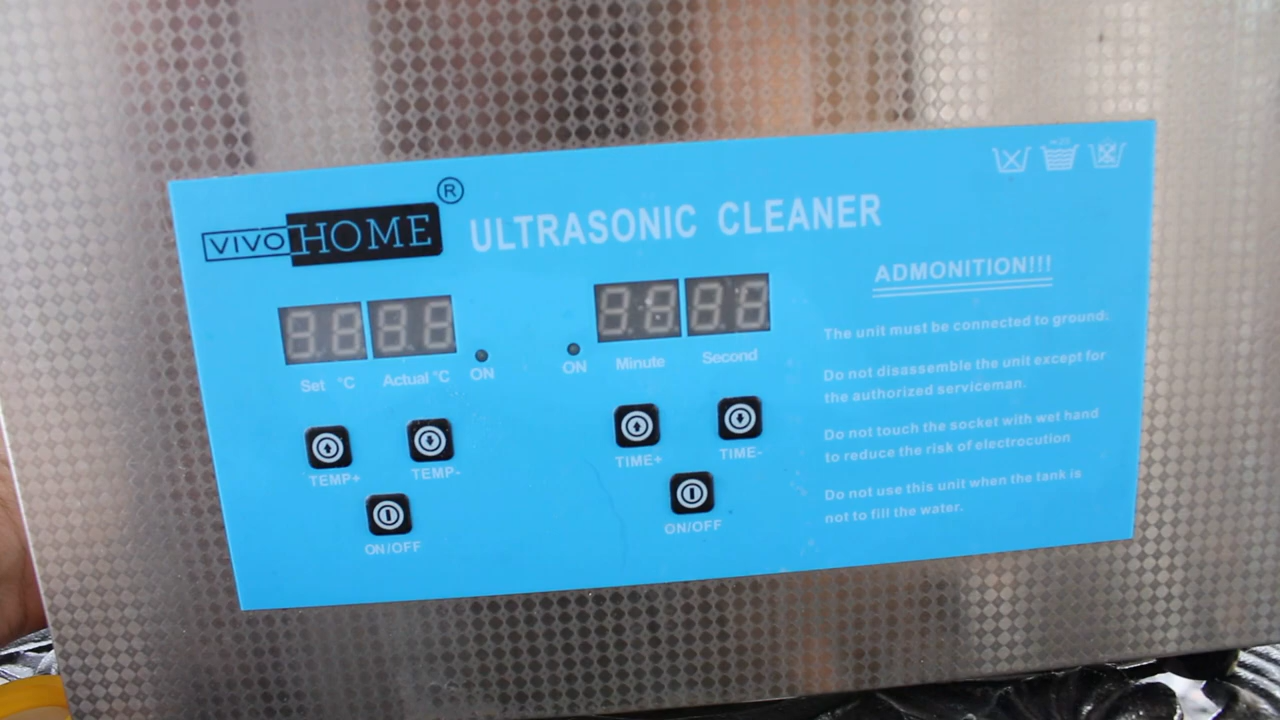 VIVOHOME®
ULTRASONIC CLEANER
ADMONITION!!!
Set °C
Actual °C
ON
ON
Minute
Second
The unit must be connected to ground.
Do not disassemble the unit except for
the authorized serviceman.
Do not touch the socket with wet hand
to reduce the risk of electrocution
Do not use this unit when the tank is
not to fill the water.
TEMP+
TEMP-
TIME+
TIME-
ON/OFF
ON/OFF